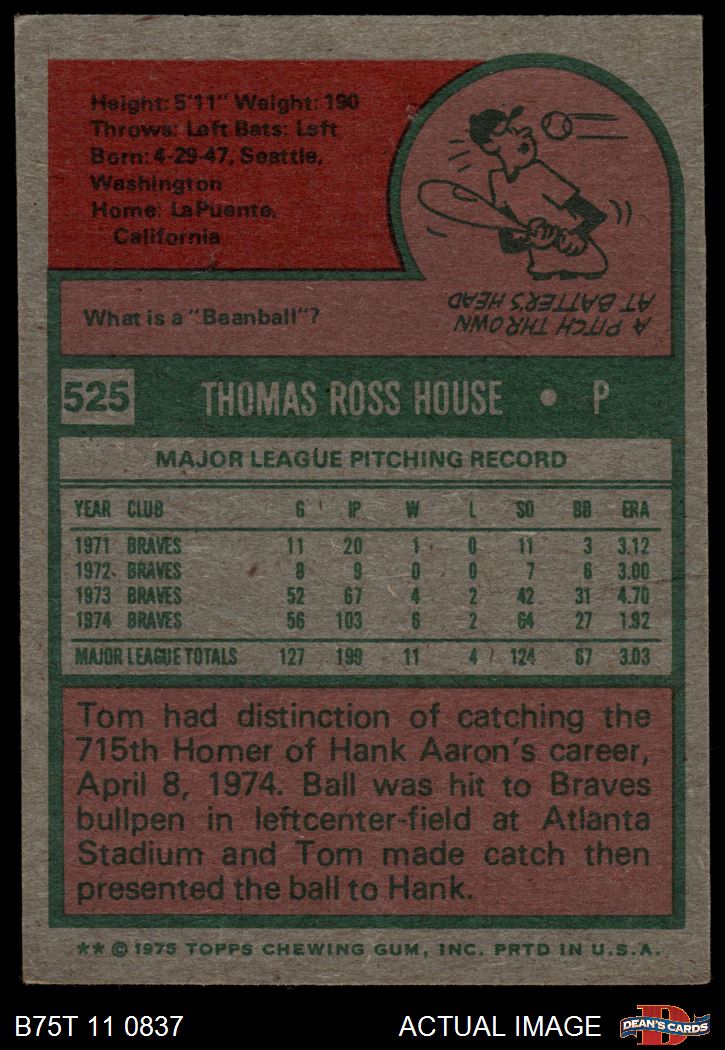 Height: 5'11" Weight: 190
Throws: Left Bats: Left
Born: 4-29-47, Seattle,
Washington
Home: LaPuente,
California
What is a "Beanball"?
A PITCH THROWN
AT BATTER'S HEAD
525 THOMAS ROSS HOUSE • P
MAJOR LEAGUE PITCHING RECORD
YEAR CLUB G IP W L SO BB ERA
1971 BRAVES 11 20 1 0 11 3 3.12
1972 BRAVES 8 9 0 0 7 6 3.00
1973 BRAVES 52 67 4 2 42 31 4.70
1974 BRAVES 56 103 6 2 64 27 1.92
MAJOR LEAGUE TOTALS 127 199 11 4 124 67 3.03
Tom had distinction of catching the
715th Homer of Hank Aaron's career,
April 8, 1974. Ball was hit to Braves
bullpen in leftcenter-field at Atlanta
Stadium and Tom made catch then
presented the ball to Hank.
** © 1975 TOPPS CHEWING GUM, INC. PRTD IN U.S.A.
B75T 11 0837 ACTUAL IMAGE DEAN'S CARDS